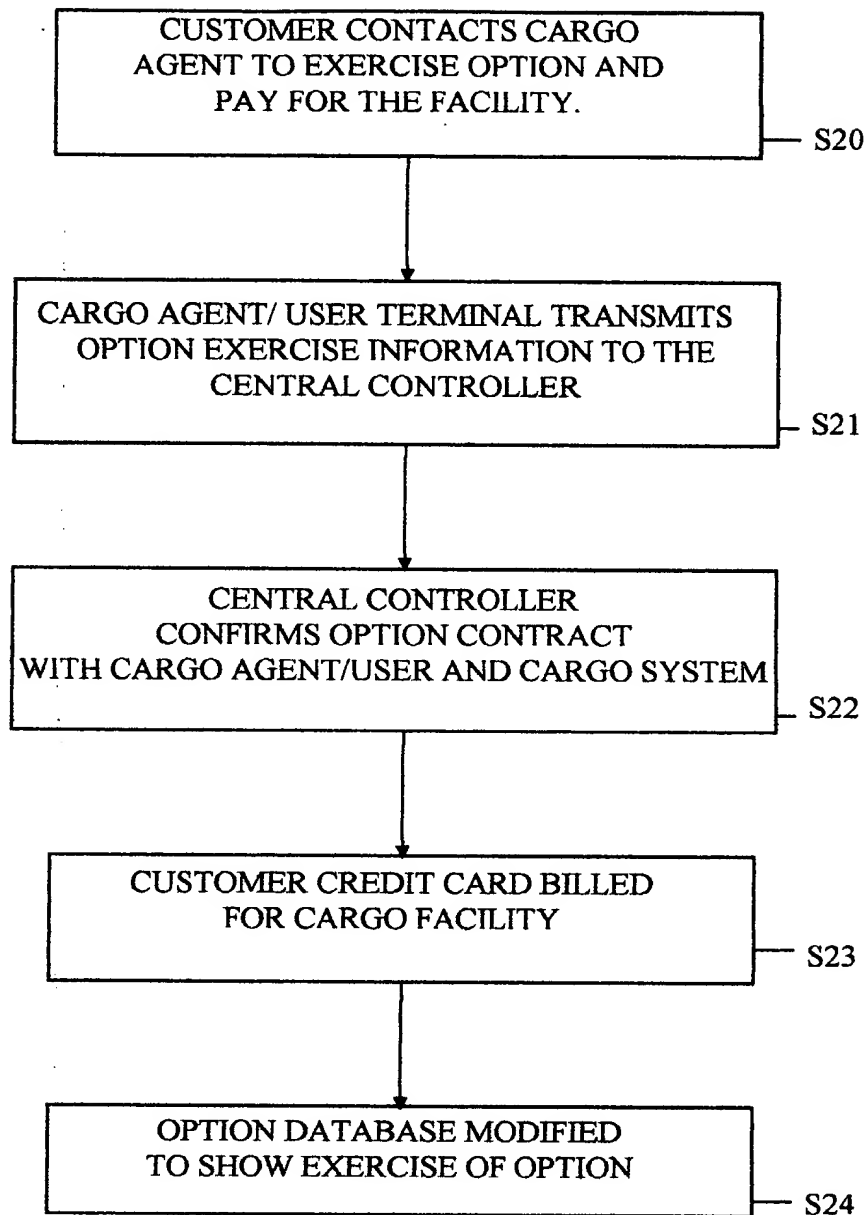 CUSTOMER CONTACTS CARGO
AGENT TO EXERCISE OPTION AND
PAY FOR THE FACILITY.
S20
CARGO AGENT/ USER TERMINAL TRANSMITS
OPTION EXERCISE INFORMATION TO THE
CENTRAL CONTROLLER
S21
CENTRAL CONTROLLER
CONFIRMS OPTION CONTRACT
WITH CARGO AGENT/USER AND CARGO SYSTEM
S22
CUSTOMER CREDIT CARD BILLED
FOR CARGO FACILITY
S23
OPTION DATABASE MODIFIED
TO SHOW EXERCISE OF OPTION
S24